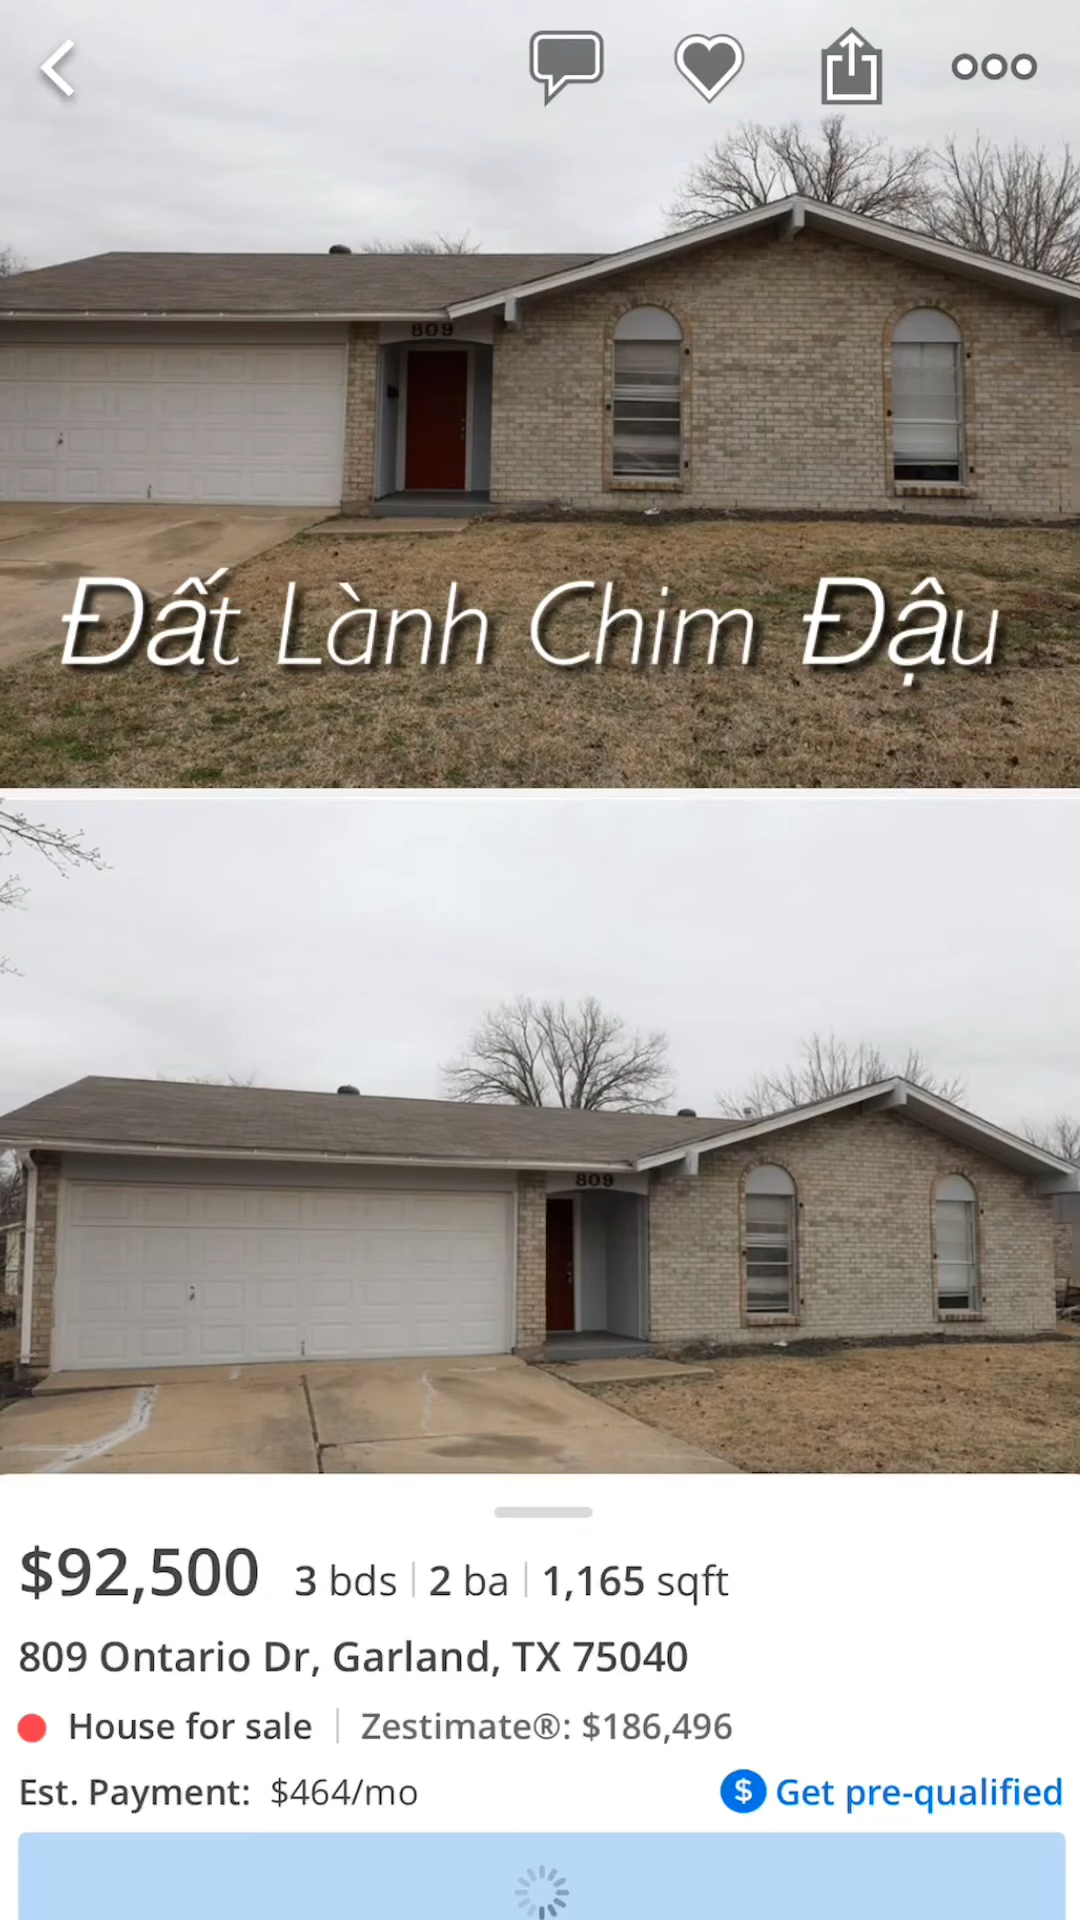 809
Đất Lành Chim Đậu
809
$92,500 3 bds 2 ba 1,165 sqft
809 Ontario Dr, Garland, TX 75040
House for sale Zestimate®: $186,496
Est. Payment: $464/mo $ Get pre-qualified